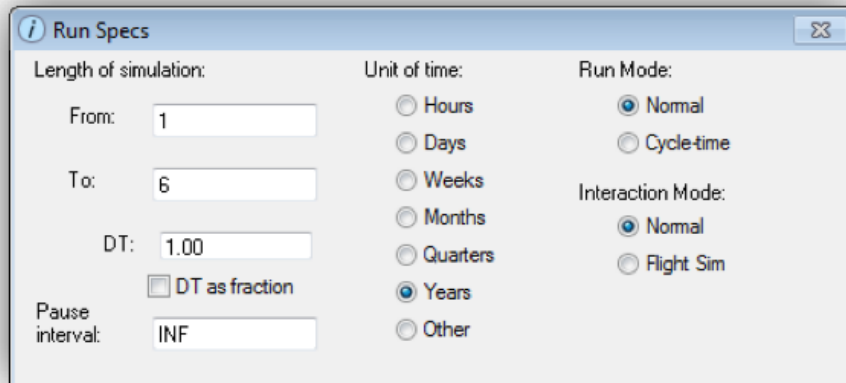 Run Specs
Length of simulation:
From: 1
To: 6
DT: 1.00
DT as fraction
Pause
interval: INF
Unit of time:
Hours
Days
Weeks
Months
Quarters
Years
Other
Run Mode:
Normal
Cycle-time
Interaction Mode:
Normal
Flight Sim